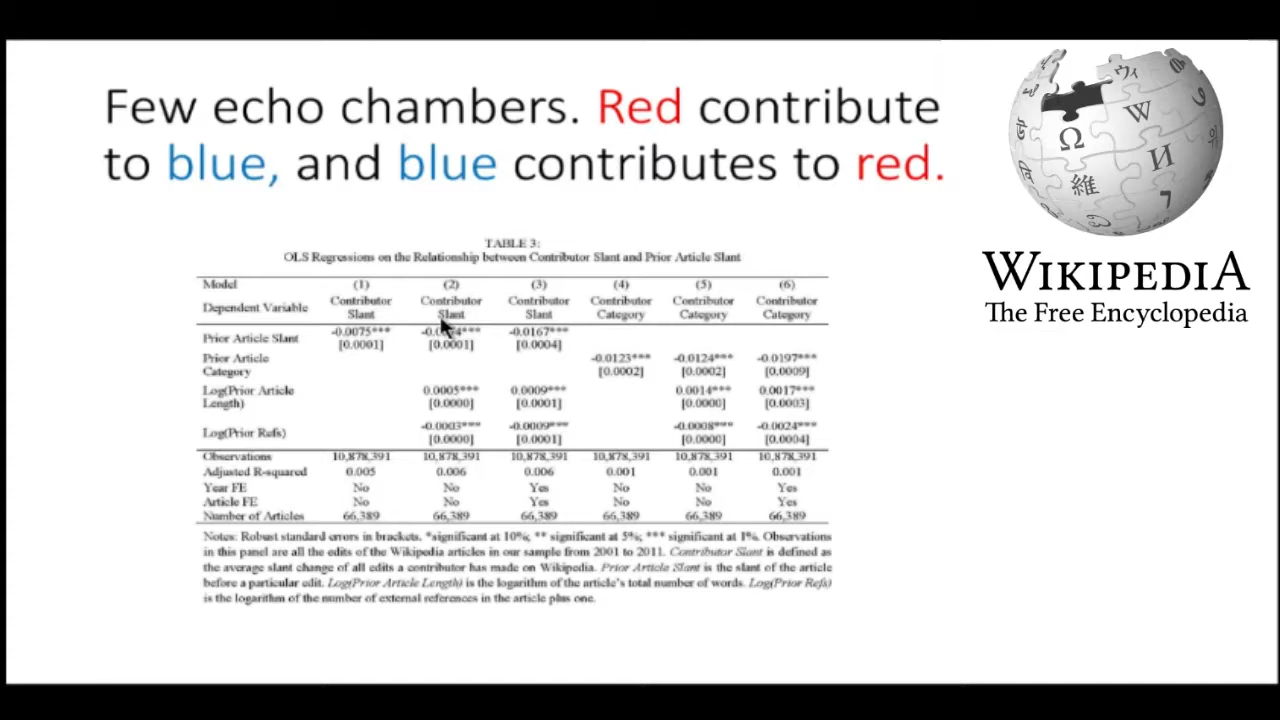 Few echo chambers. Red contribute
to blue, and blue contributes to red.
WIKIPEDIA
The Free Encyclopedia
TABLE 3:
OLS Regressions on the Relationship between Contributor Slant and Prior Article Slant
Model (1) (2) (3) (4) (5) (6)
Dependent Variable Contributor Slant Contributor Slant Contributor Slant Contributor Category Contributor Category Contributor Category
Prior Article Slant -0.0075*** -0.0167***
[0.0001] [0.0001] [0.0004]
Prior Article Category -0.0123*** -0.0124*** -0.0197***
[0.0002] [0.0002] [0.0009]
Log(Prior Article Length) 0.0005*** 0.0009*** 0.0014*** 0.0017***
[0.0000] [0.0001] [0.0000] [0.0003]
Log(Prior Refs) -0.0003*** -0.0009*** -0.0008*** -0.0024***
[0.0000] [0.0001] [0.0000] [0.0004]
Observations 10,878,391 10,878,391 10,878,391 10,878,391 10,878,391 10,878,391
Adjusted R-squared 0.005 0.006 0.006 0.001 0.001 0.001
Year FE No No Yes No No Yes
Article FE No No Yes No No Yes
Number of Articles 66,389 66,389 66,389 66,389 66,389 66,389
Notes: Robust standard errors in brackets. *significant at 10%; ** significant at 5%; *** significant at 1%. Observations
in this panel are all the edits of the Wikipedia articles in our sample from 2001 to 2011. Contributor Slant is defined as
the average slant change of all edits a contributor has made on Wikipedia. Prior Article Slant is the slant of the article
before a particular edit. Log(Prior Article Length) is the logarithm of the article's total number of words. Log(Prior Refs)
is the logarithm of the number of external references in the article plus one.